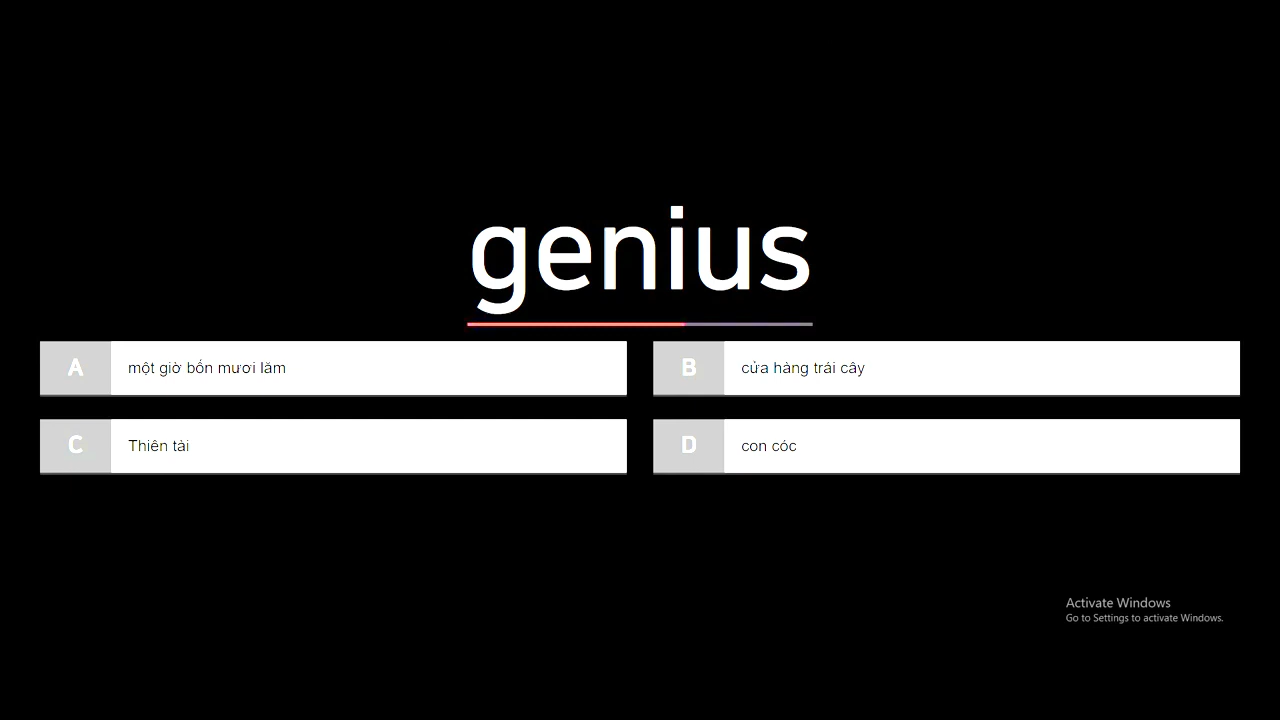 genius
A
một giờ bốn mươi lăm
B
cửa hàng trái cây
C
Thiên tài
D
con cóc
Activate Windows
Go to Settings to activate Windows.